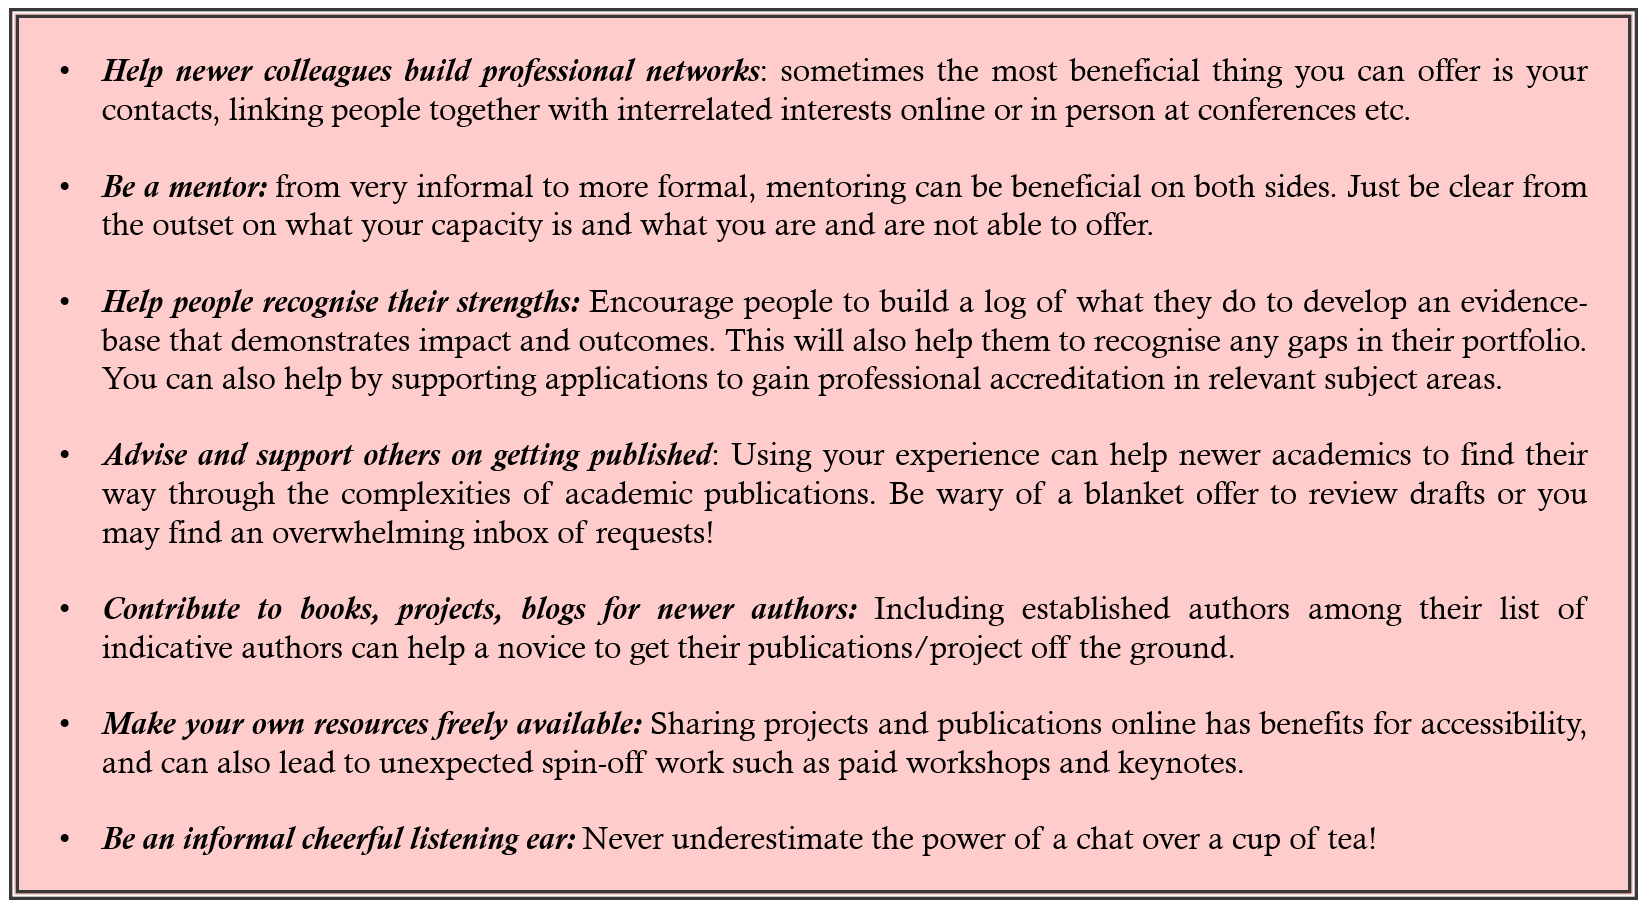 • Help newer colleagues build professional networks: sometimes the most beneficial thing you can offer is your
contacts, linking people together with interrelated interests online or in person at conferences etc.
• Be a mentor: from very informal to more formal, mentoring can be beneficial on both sides. Just be clear from
the outset on what your capacity is and what you are and are not able to offer.
• Help people recognise their strengths: Encourage people to build a log of what they do to develop an evidence-
base that demonstrates impact and outcomes. This will also help them to recognise any gaps in their portfolio.
You can also help by supporting applications to gain professional accreditation in relevant subject areas.
• Advise and support others on getting published: Using your experience can help newer academics to find their
way through the complexities of academic publications. Be wary of a blanket offer to review drafts or you
may find an overwhelming inbox of requests!
• Contribute to books, projects, blogs for newer authors: Including established authors among their list of
indicative authors can help a novice to get their publications/project off the ground.
• Make your own resources freely available: Sharing projects and publications online has benefits for accessibility,
and can also lead to unexpected spin-off work such as paid workshops and keynotes.
• Be an informal cheerful listening ear: Never underestimate the power of a chat over a cup of tea!